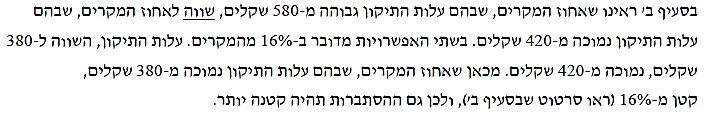 בסעיף ב׳ ראינו שאחוז המקרים, שבהם עלות התיקון גבוהה מ-580 שקלים, שווה לאחוז המקרים, שבהם
עלות התיקון נמוכה מ-420 שקלים. בשתי האפשרויות מדובר ב-16% מהמקרים. עלות התיקון, השווה ל-380
שקלים, נמוכה מ-420 שקלים. מכאן שאחוז המקרים, שבהם עלות התיקון נמוכה מ-380 שקלים,
קטן מ-16% (ראו סרטוט שבסעיף ב׳), ולכן גם ההסתברות תהיה קטנה יותר.